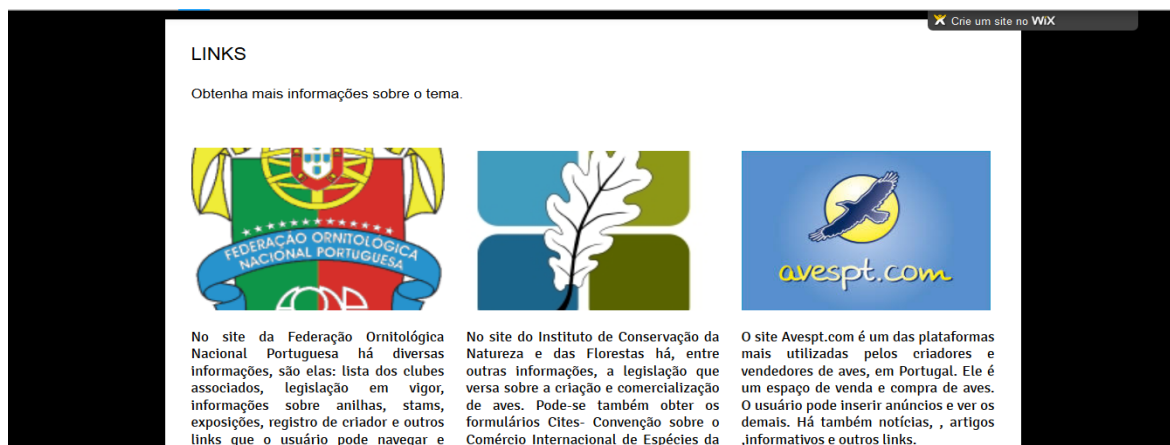 Crie um site no WiX
LINKS
Obtenha mais informações sobre o tema.
FEDERAÇÃO ORNITOLÓGICA
NACIONAL PORTUGUESA
avespt.com
No site da Federação Ornitológica
Nacional Portuguesa há diversas
informações, são elas: lista dos clubes
associados, legislação em vigor,
informações sobre anilhas, stams,
exposições, registro de criador e outros
links que o usuário pode navegar e
No site do Instituto de Conservação da
Natureza e das Florestas há, entre
outras informações, a legislação que
versa sobre a criação e comercialização
de aves. Pode-se também obter os
formulários Cites- Convenção sobre o
Comércio Internacional de Espécies da
O site Avespt.com é um das plataformas
mais utilizadas pelos criadores e
vendedores de aves, em Portugal. Ele é
um espaço de venda e compra de aves.
O usuário pode inserir anúncios e ver os
demais. Há também notícias, , artigos
,informativos e outros links.